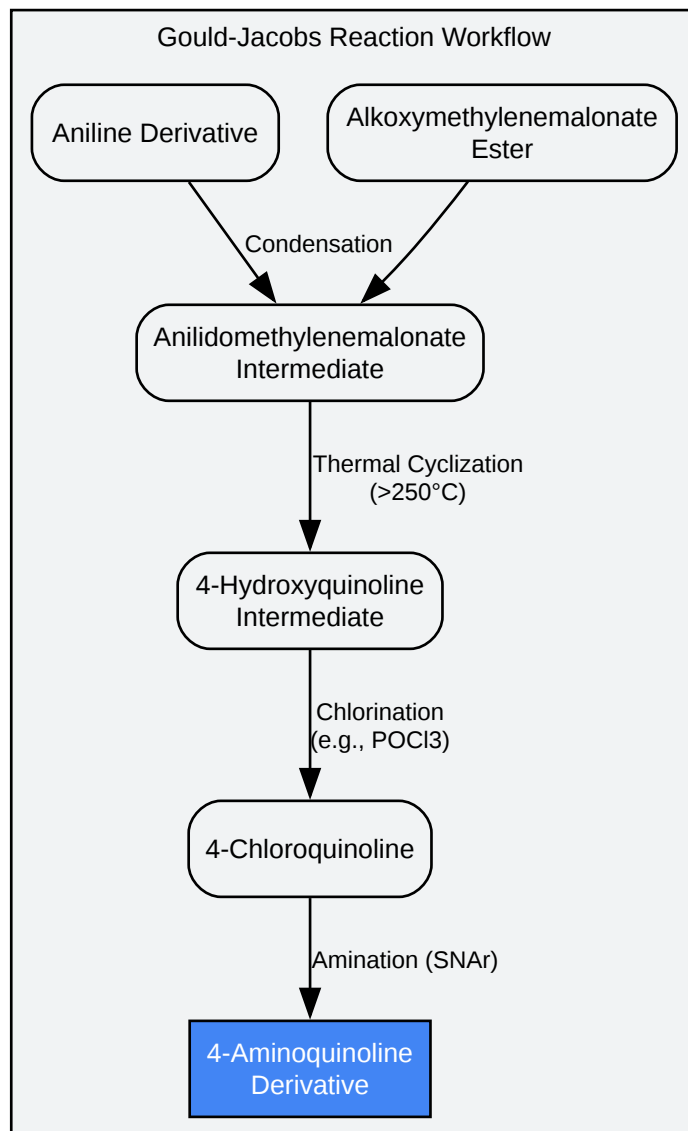 Gould-Jacobs Reaction Workflow
Aniline Derivative
Alkoxymethylenemalonate
Ester
Condensation
Anilidomethylenemalonate
Intermediate
Thermal Cyclization
(>250°C)
4-Hydroxyquinoline
Intermediate
Chlorination
(e.g., POCl3)
4-Chloroquinoline
Amination (SNAr)
4-Aminoquinoline
Derivative